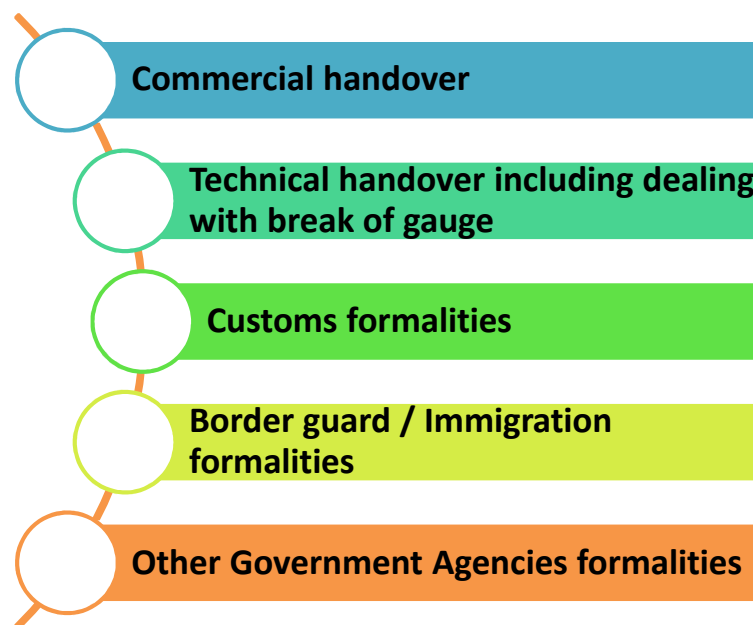 Commercial handover
Technical handover including dealing
with break of gauge
Customs formalities
Border guard / Immigration
formalities
Other Government Agencies formalities